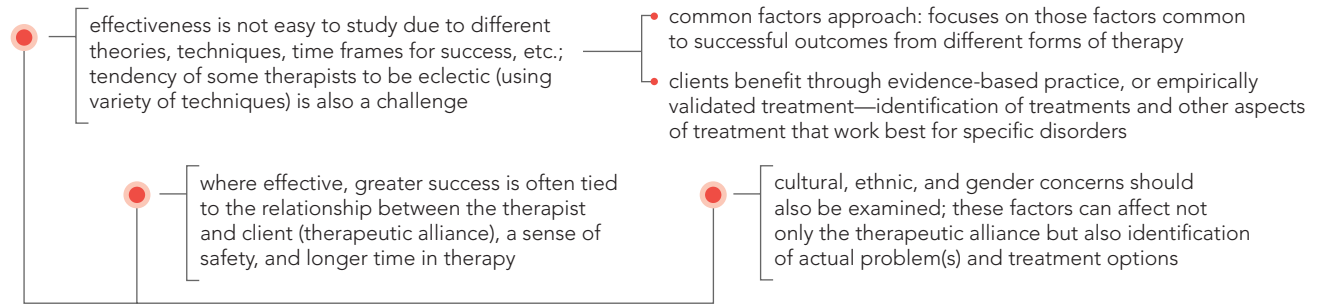 effectiveness is not easy to study due to different
theories, techniques, time frames for success, etc.;
tendency of some therapists to be eclectic (using
variety of techniques) is also a challenge
common factors approach: focuses on those factors common
to successful outcomes from different forms of therapy
clients benefit through evidence-based practice, or empirically
validated treatment—identification of treatments and other aspects
of treatment that work best for specific disorders
where effective, greater success is often tied
to the relationship between the therapist
and client (therapeutic alliance), a sense of
safety, and longer time in therapy
cultural, ethnic, and gender concerns should
also be examined; these factors can affect not
only the therapeutic alliance but also identification
of actual problem(s) and treatment options